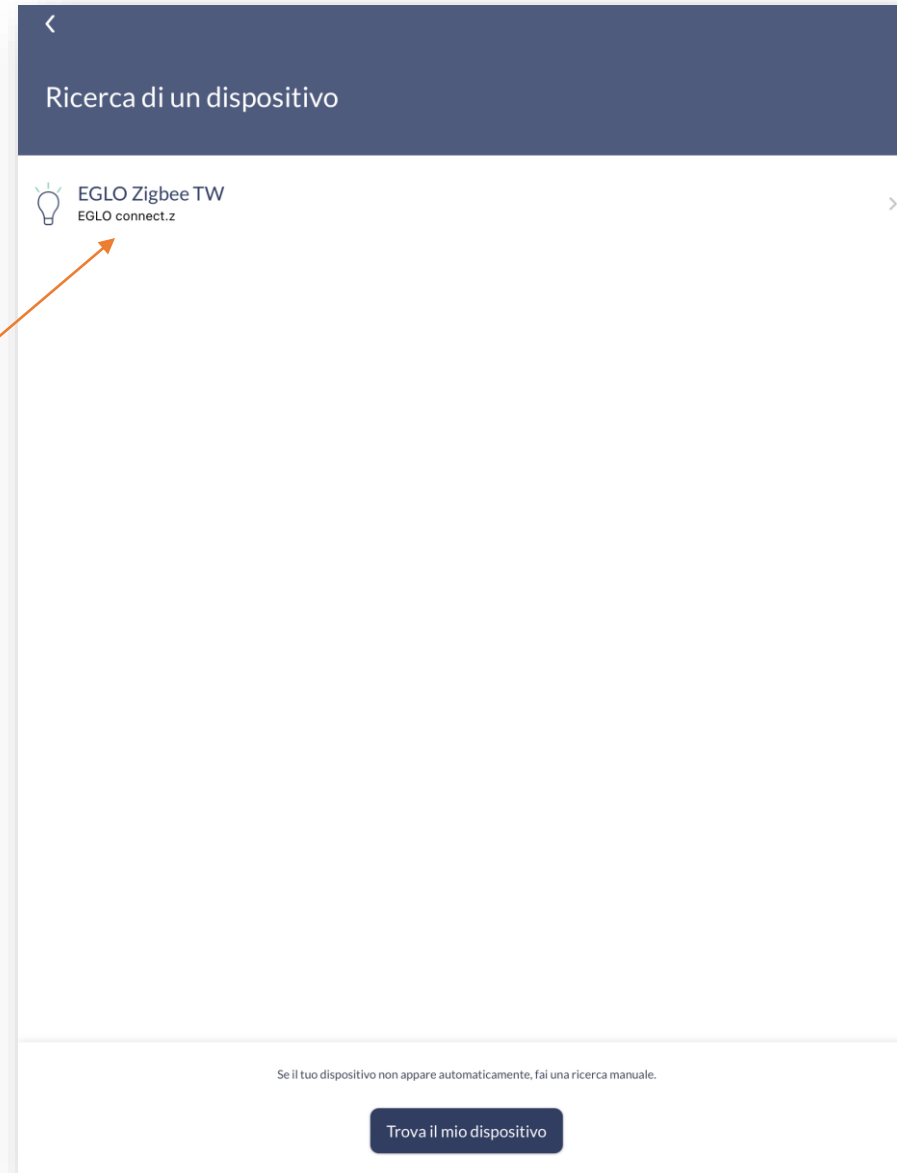 Ricerca di un dispositivo
EGLO Zigbee TW
EGLO connect.z
Se il tuo dispositivo non appare automaticamente, fai una ricerca manuale.
Trova il mio dispositivo